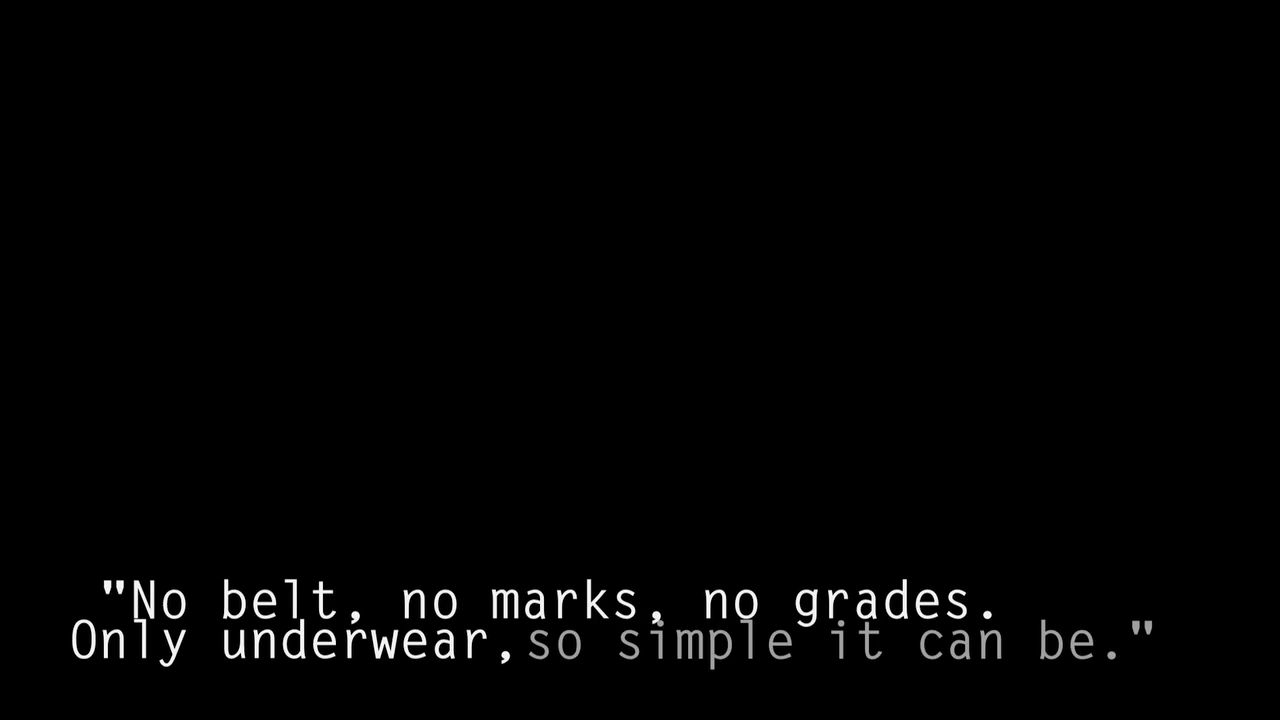 "No belt, no marks, no grades.
Only underwear,so simple it can be."